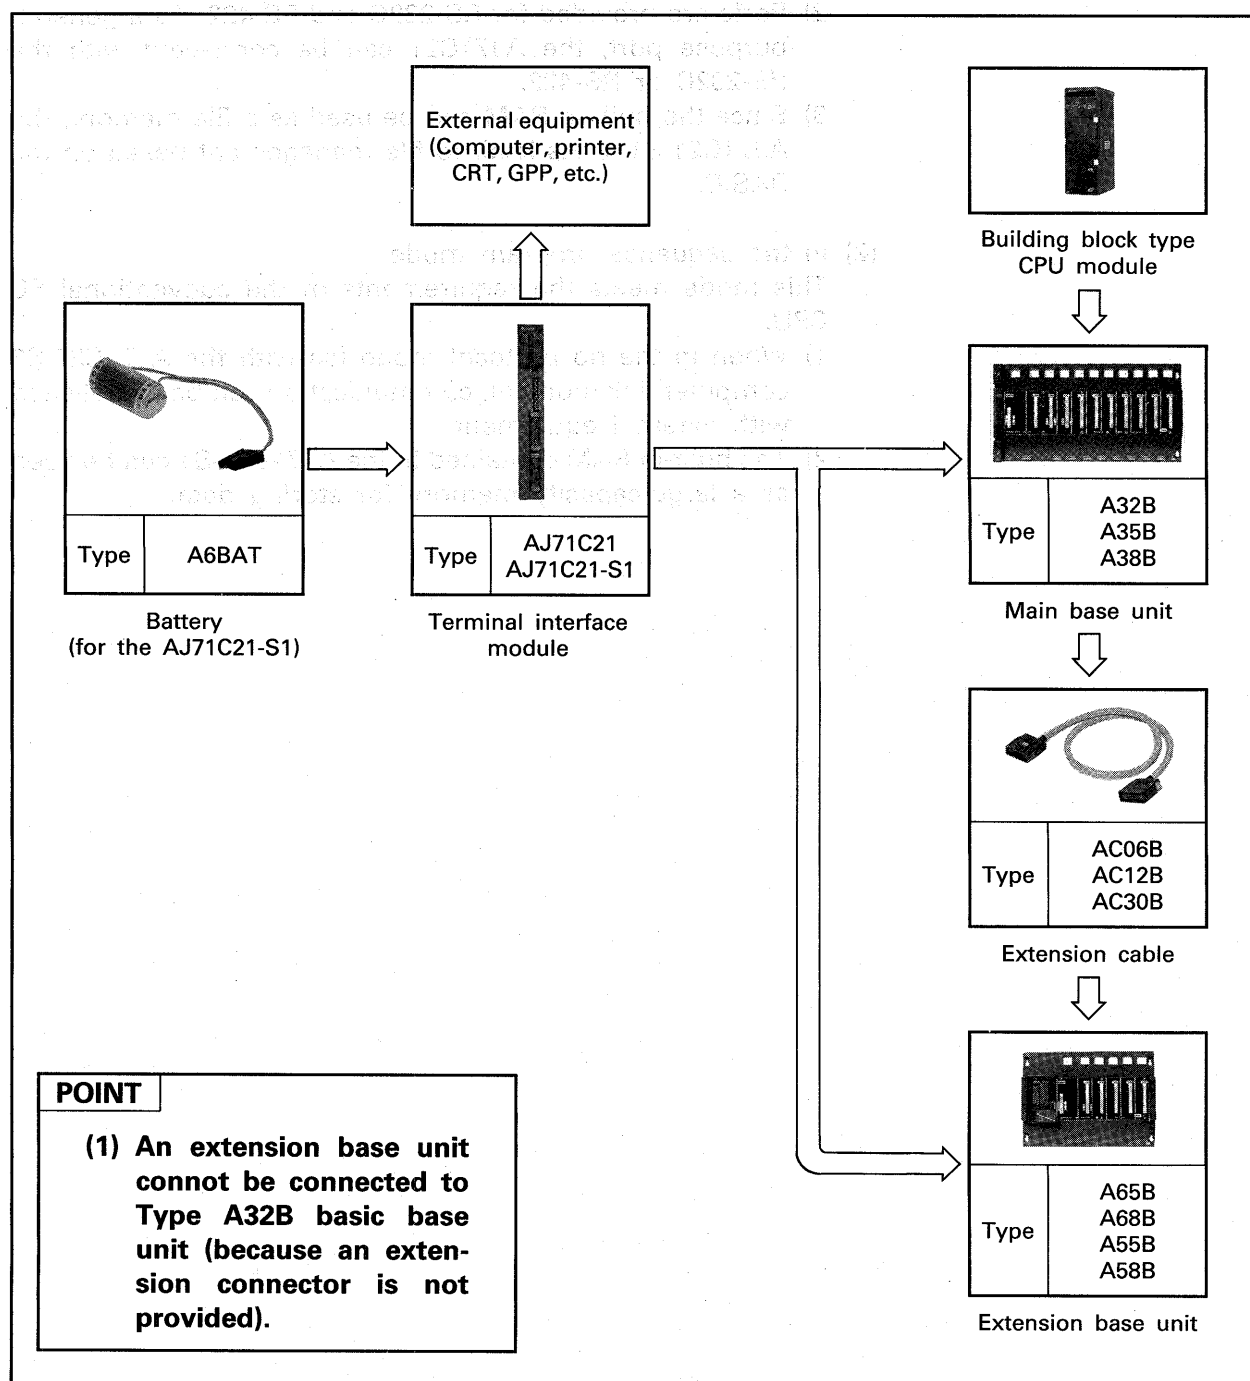 External equipment
(Computer, printer,
CRT, GPP, etc.)
Building block type
CPU module
Type
A6BAT
Battery
(for the AJ71C21-S1)
Type
AJ71C21
AJ71C21-S1
Terminal interface
module
Type
A32B
A35B
A38B
Main base unit
Type
AC06B
AC12B
AC30B
Extension cable
Type
A65B
A68B
A55B
A58B
Extension base unit
POINT
(1) An extension base unit
connot be connected to
Type A32B basic base
unit (because an exten-
sion connector is not
provided).